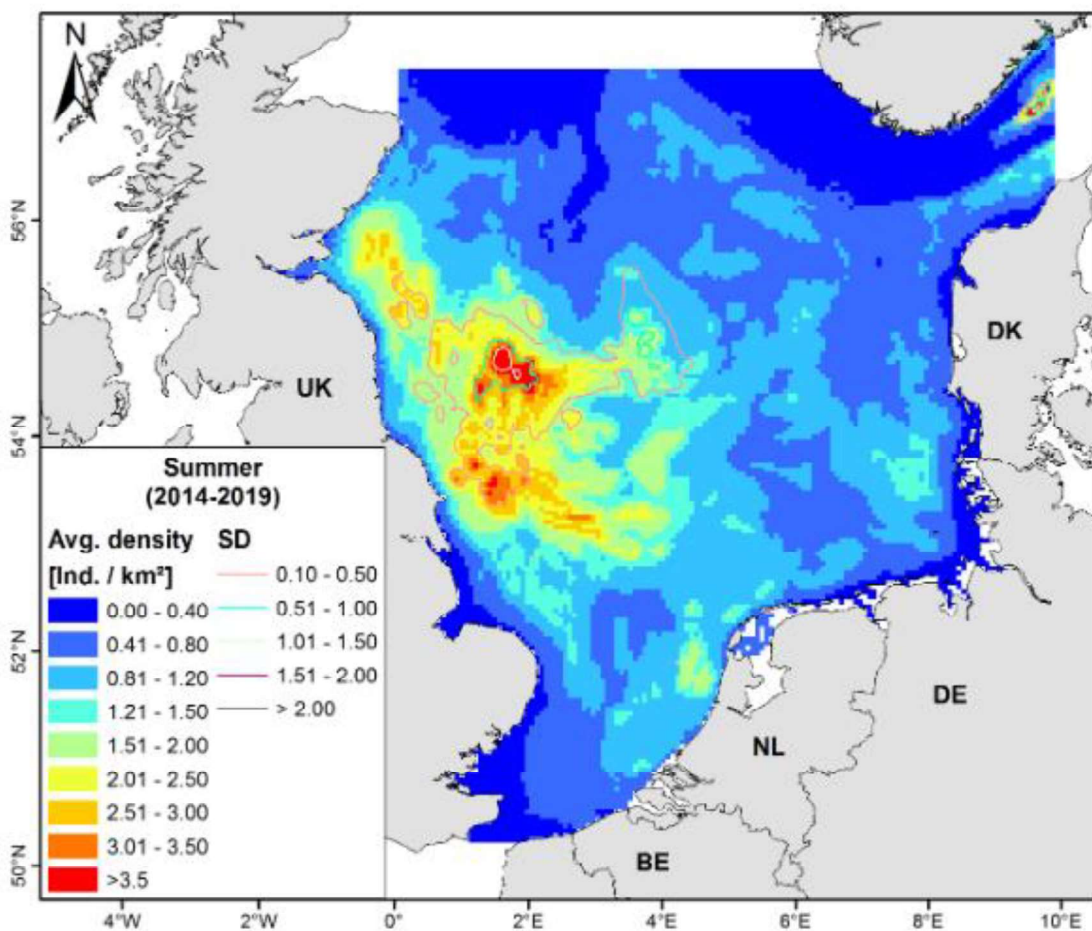 N
56°N
54°N
52°N
50°N
UK
DK
DE
NL
BE
Summer
(2014-2019)
Avg. density
[Ind. / km²]
0.00 - 0.40
0.41 - 0.80
0.81 - 1.20
1.21 - 1.50
1.51 - 2.00
2.01 - 2.50
2.51 - 3.00
3.01 - 3.50
>3.5
SD
0.10 - 0.50
0.51 - 1.00
1.01 - 1.50
1.51 - 2.00
> 2.00
4°W
2°W
0°
2°E
4°E
6°E
8°E
10°E